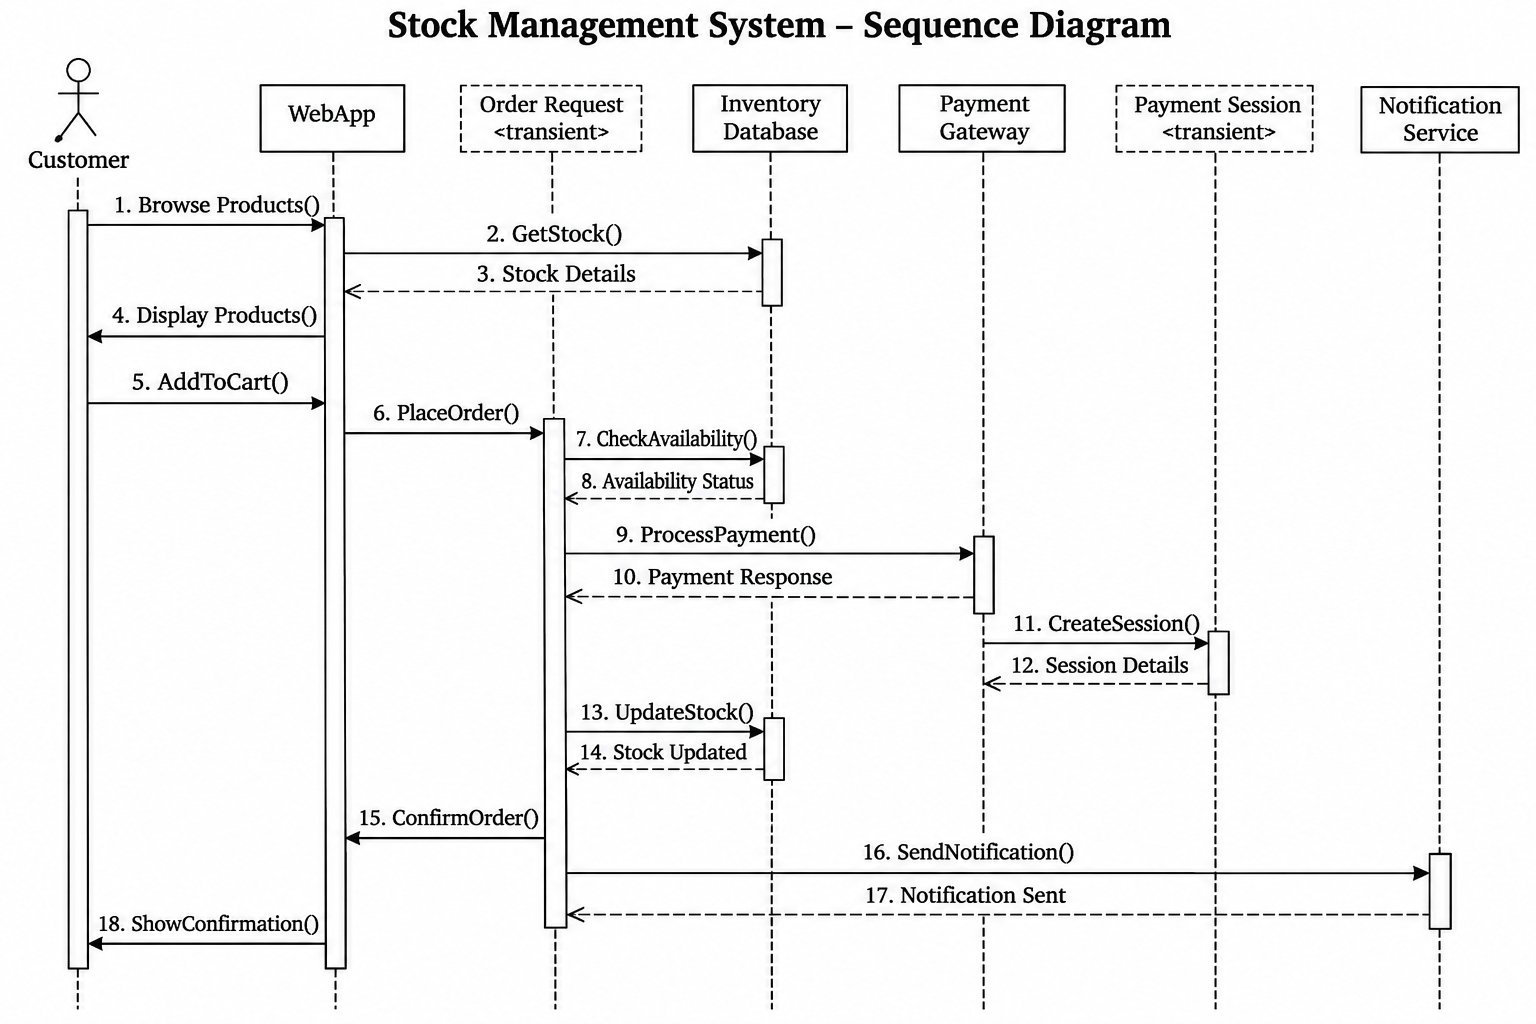 Stock Management System – Sequence Diagram
Customer
WebApp
Order Request
<transient>
Inventory
Database
Payment
Gateway
Payment Session
<transient>
Notification
Service
1. Browse Products()
2. GetStock()
3. Stock Details
4. Display Products()
5. AddToCart()
6. PlaceOrder()
7. CheckAvailability()
8. Availability Status
9. ProcessPayment()
10. Payment Response
11. CreateSession()
12. Session Details
13. UpdateStock()
14. Stock Updated
15. ConfirmOrder()
16. SendNotification()
17. Notification Sent
18. ShowConfirmation()